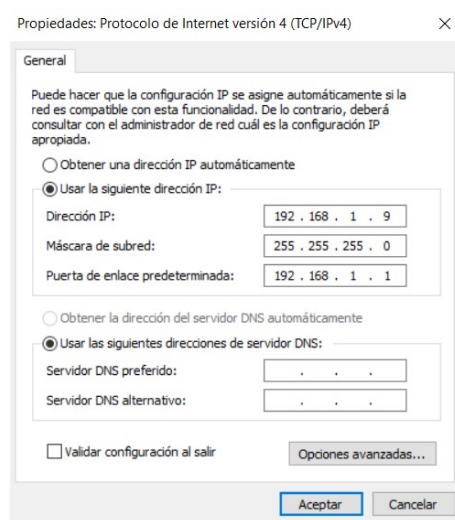 Propiedades: Protocolo de Internet versión 4 (TCP/IPv4)
General
Puede hacer que la configuración IP se asigne automáticamente si la
red es compatible con esta funcionalidad. De lo contrario, deberá
consultar con el administrador de red cuál es la configuración IP
apropiada.
Obtener una dirección IP automáticamente
Usar la siguiente dirección IP:
Dirección IP: 192 . 168 . 1 . 9
Máscara de subred: 255 . 255 . 255 . 0
Puerta de enlace predeterminada: 192 . 168 . 1 . 1
Obtener la dirección del servidor DNS automáticamente
Usar las siguientes direcciones de servidor DNS:
Servidor DNS preferido: . . .
Servidor DNS alternativo: . . .
Validar configuración al salir
Opciones avanzadas...
Aceptar Cancelar